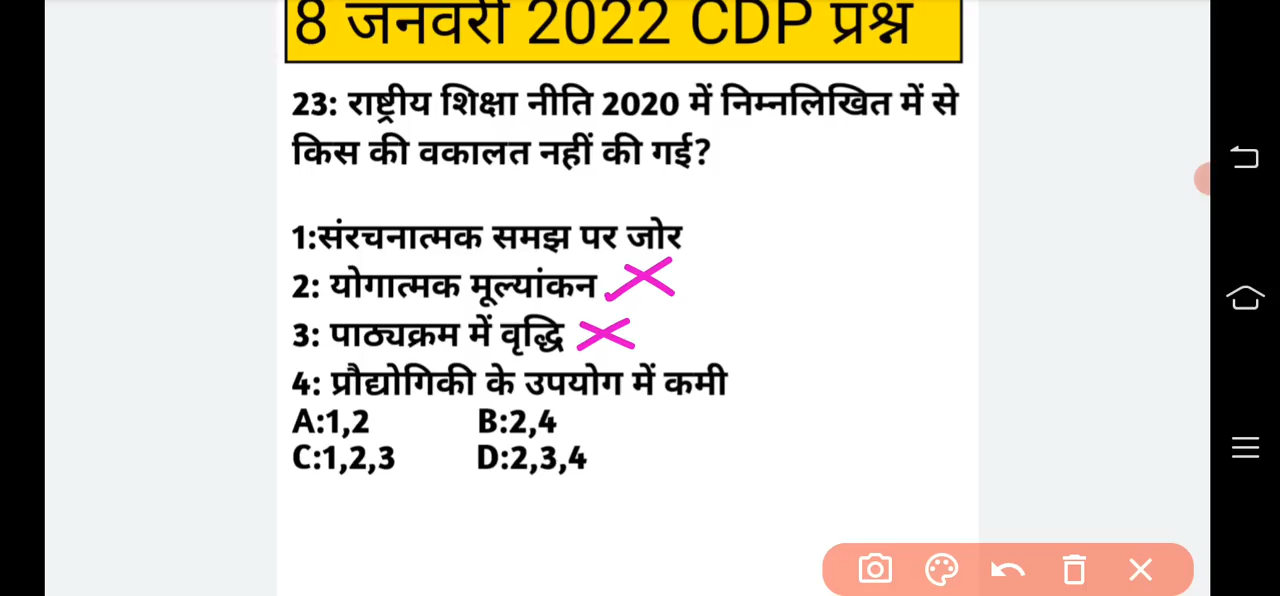 8 जनवरी 2022 CDP प्रश्न
23: राष्ट्रीय शिक्षा नीति 2020 में निम्नलिखित में से
किस की वकालत नहीं की गई?
1:संरचनात्मक समझ पर जोर
2: योगात्मक मूल्यांकन
3: पाठ्यक्रम में वृद्धि
4: प्रौद्योगिकी के उपयोग में कमी
A:1,2 B:2,4
C:1,2,3 D:2,3,4